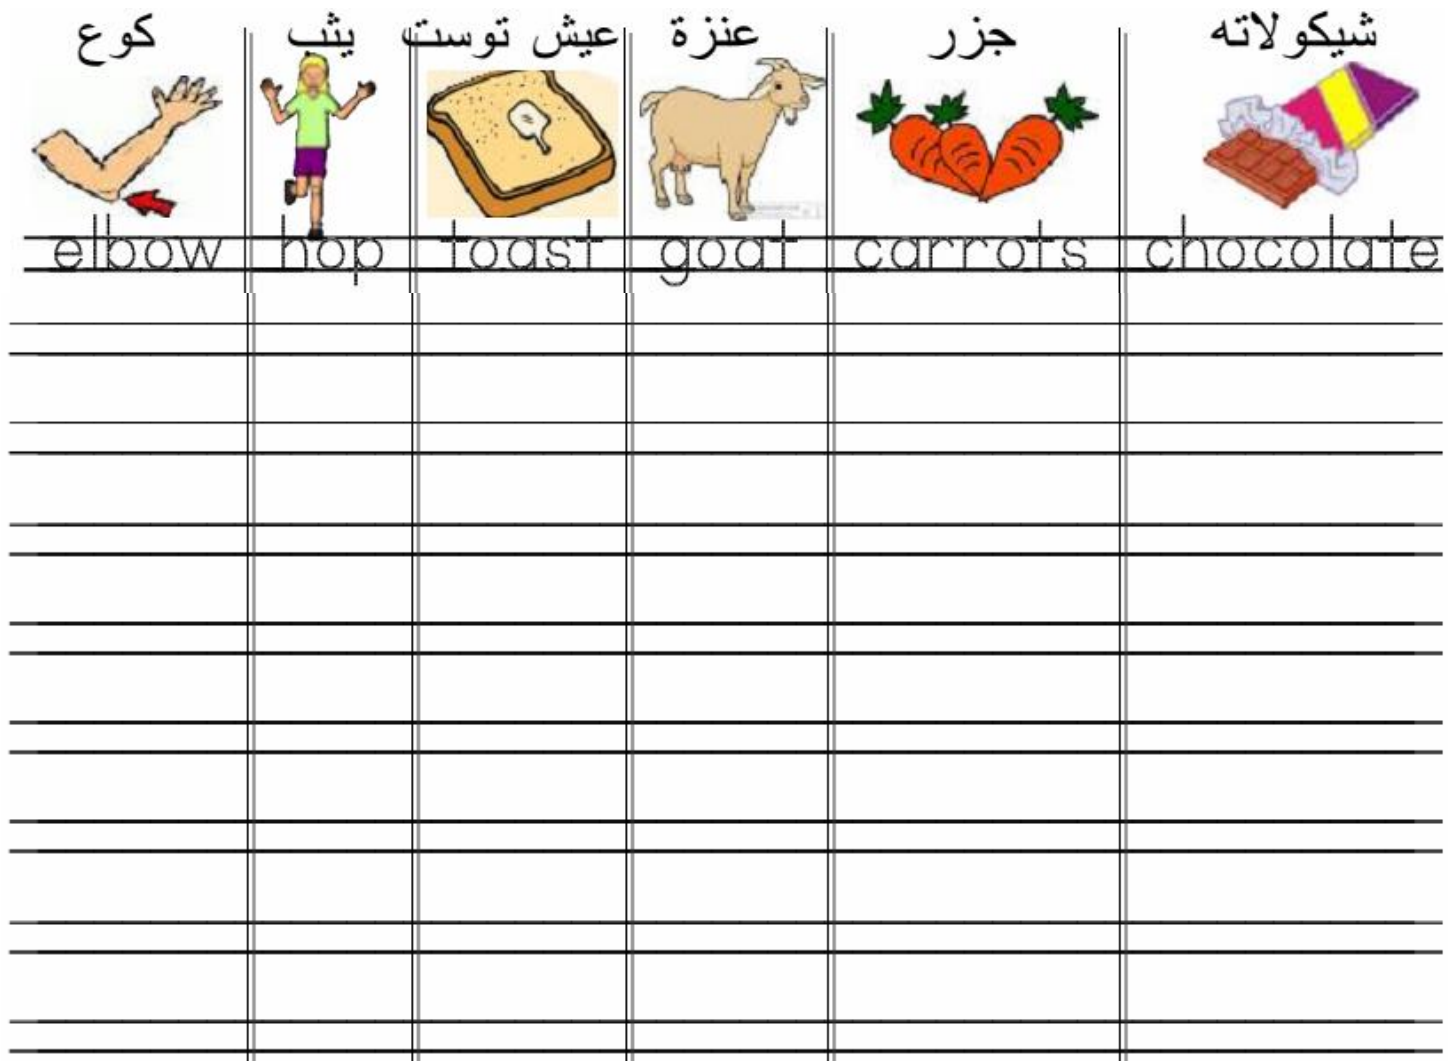 كوع يثب عيش توست عنزة جزر شيكولاته
elbow hop toast goat carrots chocolate